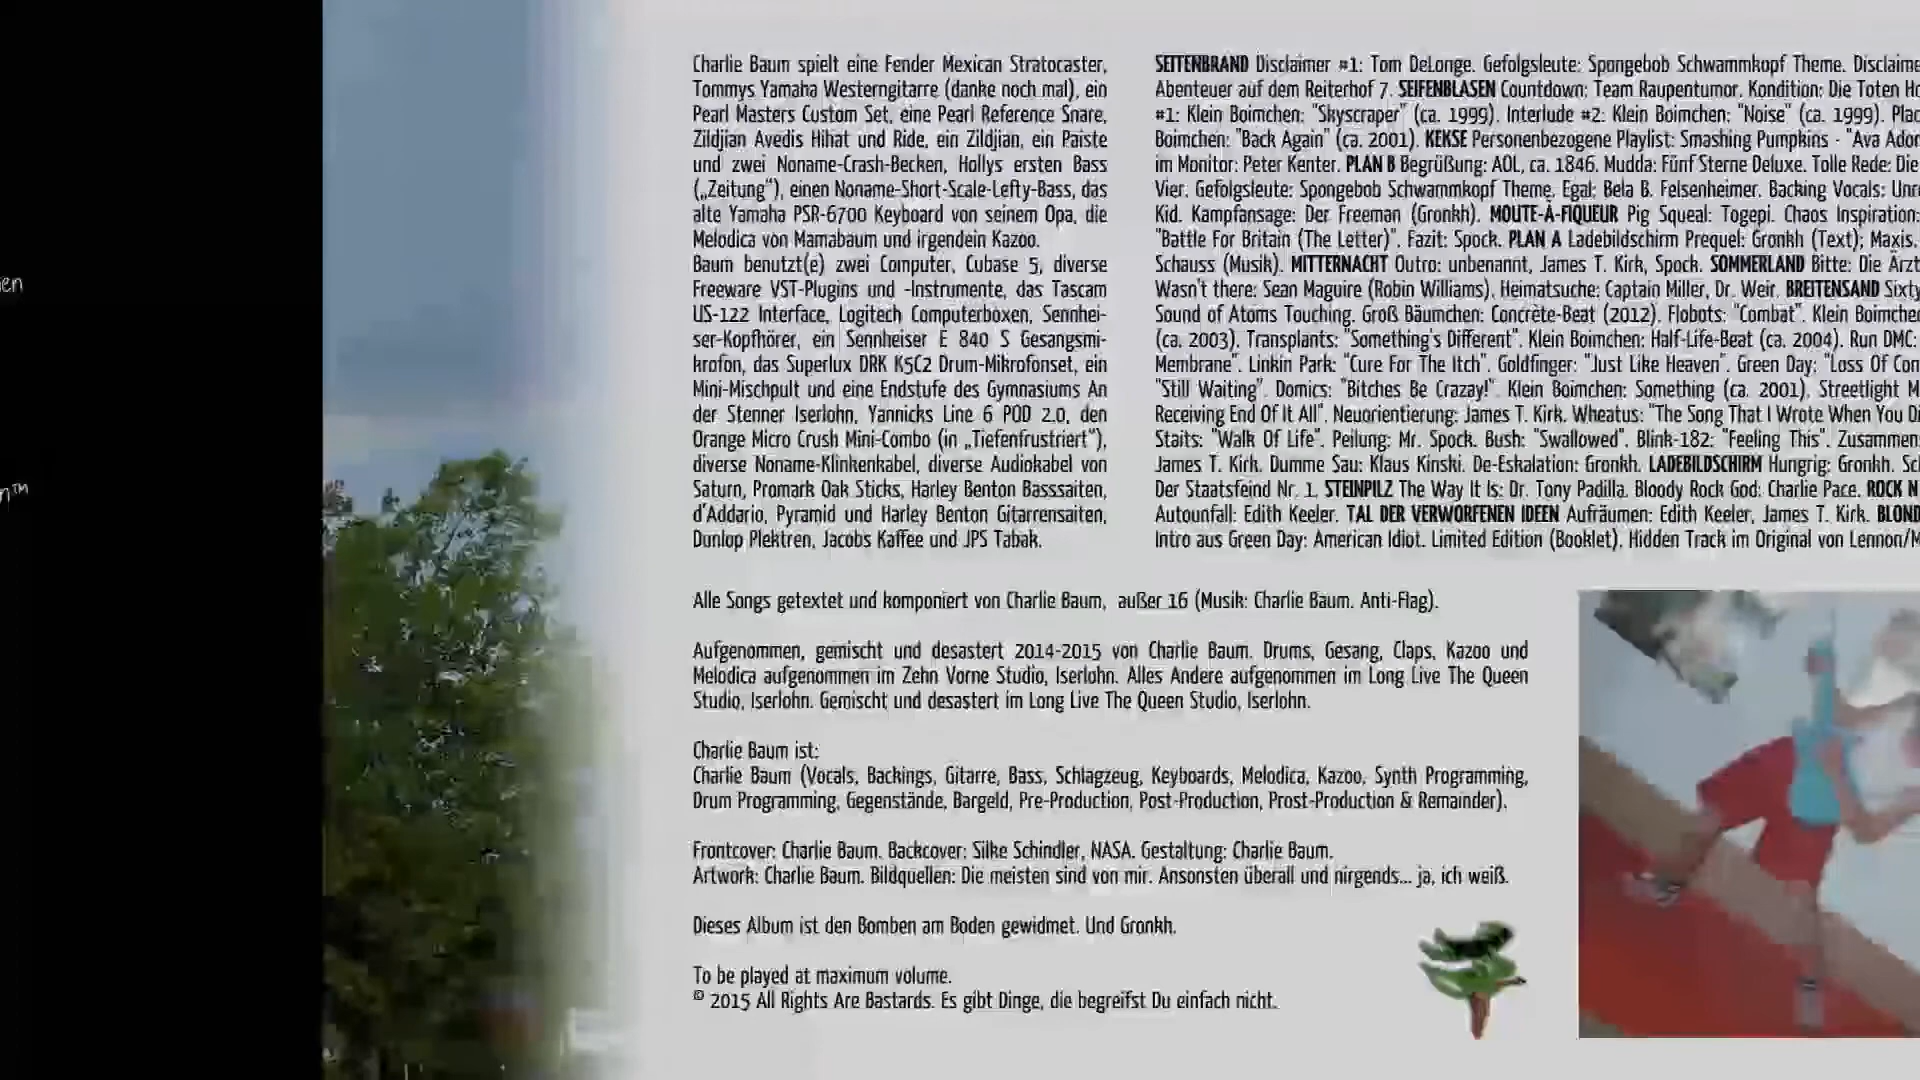 en
n™
Charlie Baum spielt eine Fender Mexican Stratocaster,
Tommys Yamaha Westerngitarre (danke noch mal), ein
Pearl Masters Custom Set, eine Pearl Reference Snare,
Zildjian Avedis Hihat und Ride, ein Zildjian, ein Paiste
und zwei Noname-Crash-Becken, Hollys ersten Bass
(„Zeitung“), einen Noname-Short-Scale-Lefty-Bass, das
alte Yamaha PSR-6700 Keyboard von seinem Opa, die
Melodica von Mamabaum und irgendein Kazoo.
Baum benutzt(e) zwei Computer, Cubase 5, diverse
Freeware VST-Plugins und -Instrumente, das Tascam
US-122 Interface, Logitech Computerboxen, Sennhei-
ser-Kopfhörer, ein Sennheiser E 840 S Gesangsmi-
krofon, das Superlux DRK K5C2 Drum-Mikrofonset, ein
Mini-Mischpult und eine Endstufe des Gymnasiums An
der Stenner Iserlohn, Yannicks Line 6 POD 2.0, den
Orange Micro Crush Mini-Combo (in „Tiefenfrustriert“),
diverse Noname-Klinkenkabel, diverse Audiokabel von
Saturn, Promark Oak Sticks, Harley Benton Basssaiten,
d'Addario, Pyramid und Harley Benton Gitarrensaiten,
Dunlop Plektren, Jacobs Kaffee und JPS Tabak.
SEITENBRAND Disclaimer #1: Tom DeLonge. Gefolgsleute: Spongebob Schwammkopf Theme. Disclaime
Abenteuer auf dem Reiterhof 7. SEIFENBLASEN Countdown: Team Raupentumor. Kondition: Die Toten Ho
#1: Klein Boimchen: "Skyscraper" (ca. 1999). Interlude #2: Klein Boimchen: "Noise" (ca. 1999). Plac
Boimchen: "Back Again" (ca. 2001). KEKSE Personenbezogene Playlist: Smashing Pumpkins - "Ava Ador
im Monitor: Peter Kenter. PLAN B Begrüßung: AOL, ca. 1846. Mudda: Fünf Sterne Deluxe. Tolle Rede: Die
Vier. Gefolgsleute: Spongebob Schwammkopf Theme, Egal: Bela B. Felsenheimer. Backing Vocals: Unre
Kid. Kampfansage: Der Freeman (Gronkh). MOUTE-À-FIQUEUR Pig Squeal: Togepi. Chaos Inspiration:
"Battle For Britain (The Letter)". Fazit: Spock. PLAN A Ladebildschirm Prequel: Gronkh (Text); Maxis,
Schauss (Musik). MITTERNACHT Outro: unbenannt, James T. Kirk, Spock. SOMMERLAND Bitte: Die Ärzt
Wasn't there: Sean Maguire (Robin Williams). Heimatsuche: Captain Miller, Dr. Weir. BREITENSAND Sixty
Sound of Atoms Touching. Groß Bäumchen: Concrète-Beat (2012). Flobots: "Combat". Klein Boimchen
(ca. 2003). Transplants: "Something's Different". Klein Boimchen: Half-Life-Beat (ca. 2004). Run DMC:
Membrane". Linkin Park: "Cure For The Itch". Goldfinger: "Just Like Heaven". Green Day: "Loss Of Con
"Still Waiting". Domics: "Bitches Be Crazay!". Klein Boimchen: Something (ca. 2001). Streetlight M
Receiving End Of It All". Neuorientierung: James T. Kirk. Wheatus: "The Song That I Wrote When You Di
Staits: "Walk Of Life". Peilung: Mr. Spock. Bush: "Swallowed". Blink-182: "Feeling This". Zusammen:
James T. Kirk. Dumme Sau: Klaus Kinski. De-Eskalation: Gronkh. LADEBILDSCHIRM Hungrig: Gronkh. Sc
Der Staatsfeind Nr. 1. STEINPILZ The Way It Is: Dr. Tony Padilla. Bloody Rock God: Charlie Pace. ROCK N
Autounfall: Edith Keeler. TAL DER VERWORFENEN IDEEN Aufräumen: Edith Keeler, James T. Kirk. BLOND
Intro aus Green Day: American Idiot. Limited Edition (Booklet). Hidden Track im Original von Lennon/M
Alle Songs getextet und komponiert von Charlie Baum, außer 16 (Musik: Charlie Baum. Anti-Flag).
Aufgenommen, gemischt und desastert 2014-2015 von Charlie Baum. Drums, Gesang, Claps, Kazoo und
Melodica aufgenommen im Zehn Vorne Studio, Iserlohn. Alles Andere aufgenommen im Long Live The Queen
Studio, Iserlohn. Gemischt und desastert im Long Live The Queen Studio, Iserlohn.
Charlie Baum ist:
Charlie Baum (Vocals, Backings, Gitarre, Bass, Schlagzeug, Keyboards, Melodica, Kazoo, Synth Programming,
Drum Programming, Gegenstände, Bargeld, Pre-Production, Post-Production, Prost-Production & Remainder).
Frontcover: Charlie Baum. Backcover: Silke Schindler, NASA. Gestaltung: Charlie Baum.
Artwork: Charlie Baum. Bildquellen: Die meisten sind von mir. Ansonsten überall und nirgends... ja, ich weiß.
Dieses Album ist den Bomben am Boden gewidmet. Und Gronkh.
To be played at maximum volume.
© 2015 All Rights Are Bastards. Es gibt Dinge, die begreifst Du einfach nicht.